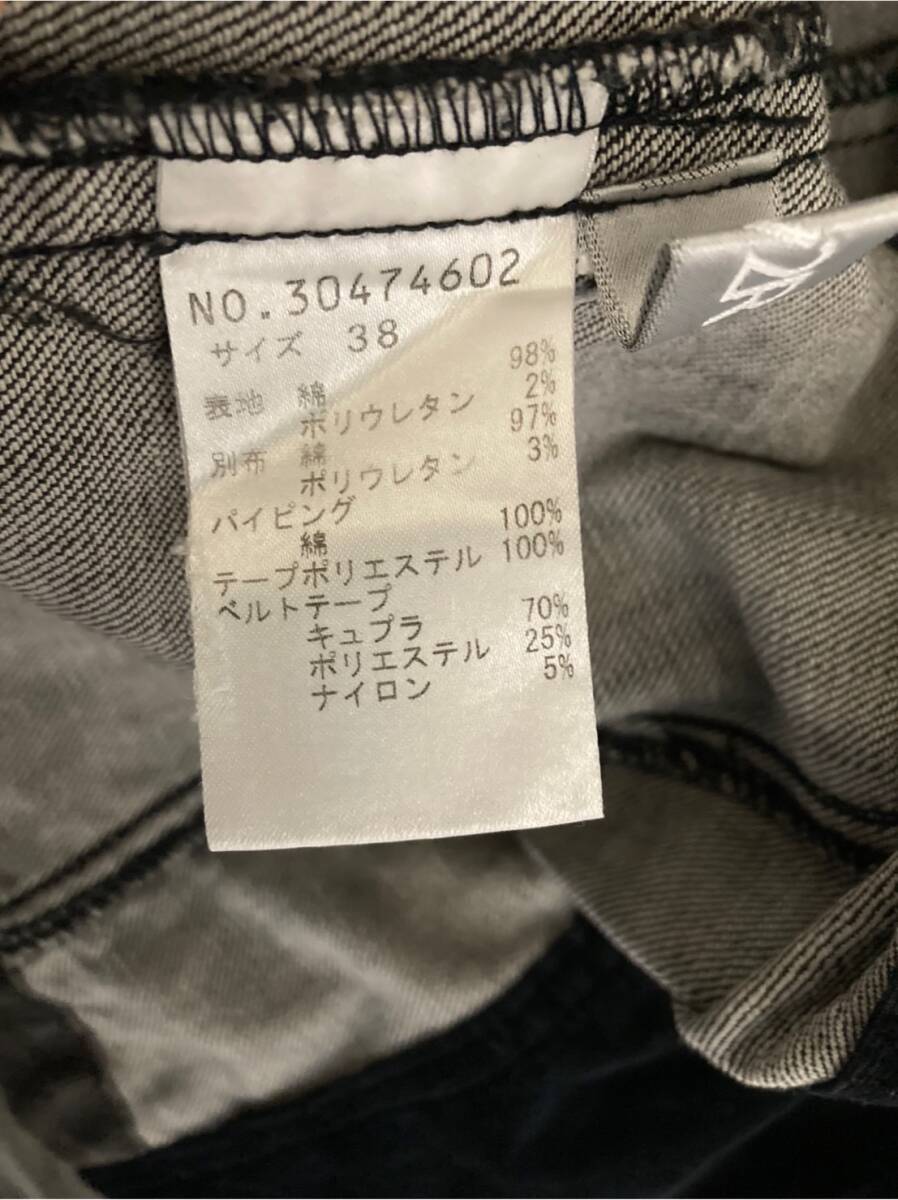 NO.30474602
サイズ 38
表地 綿 98%
ポリウレタン 2%
別布 綿 97%
ポリウレタン 3%
パイピング
綿 100%
テープポリエステル 100%
ベルトテープ
キュプラ 70%
ポリエステル 25%
ナイロン 5%